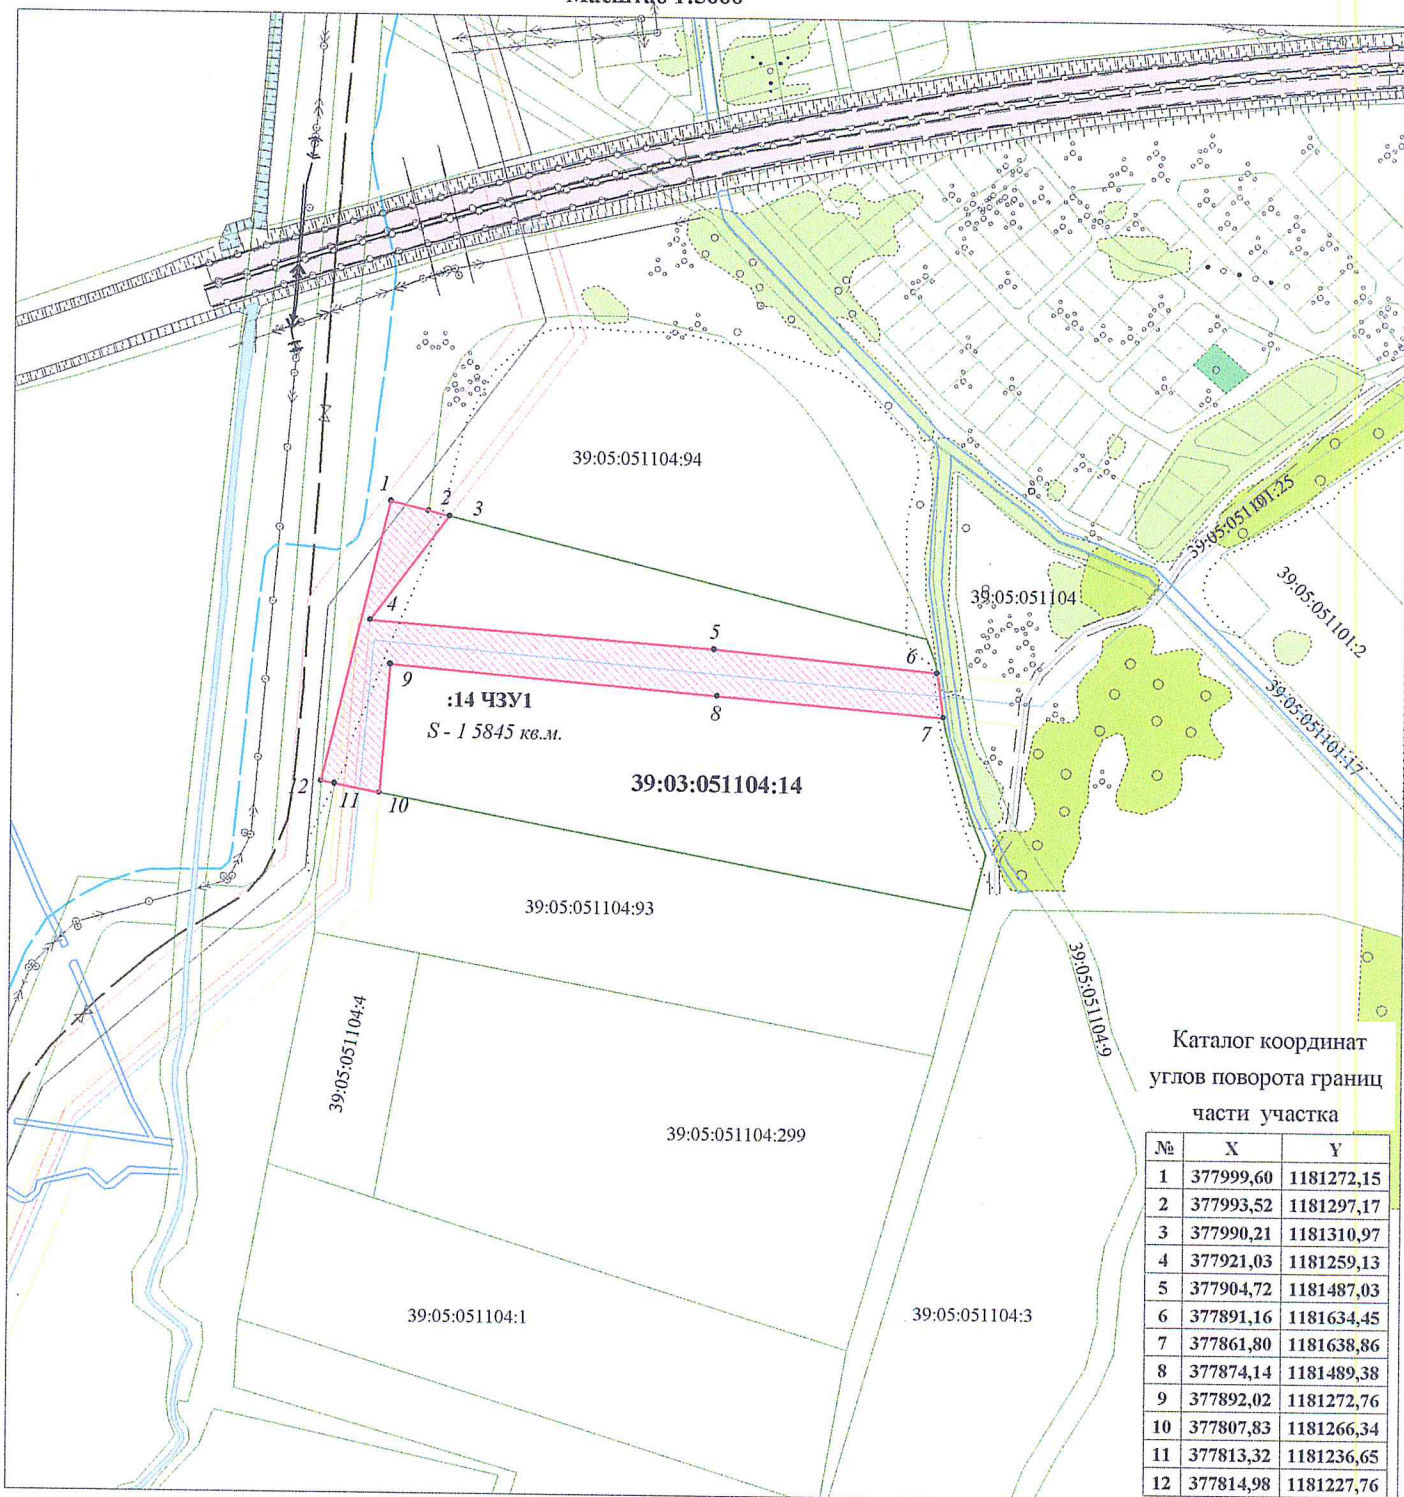 1
2
3
39:05:051104:94
4
5
6
7
8
9
:14 ЧЗУ1
S - 1 5845 кв.м.
39:03:051104:14
12
11
10
39:05:051104
39:05:051101:25
39:05:051101:2
39:05:051101:17
39:05:051104:93
39:05:051104:4
39:05:051104:9
39:05:051104:299
39:05:051104:1
39:05:051104:3
Каталог координат
углов поворота границ
части участка
№ X Y
1 377999,60 1181272,15
2 377993,52 1181297,17
3 377990,21 1181310,97
4 377921,03 1181259,13
5 377904,72 1181487,03
6 377891,16 1181634,45
7 377861,80 1181638,86
8 377874,14 1181489,38
9 377892,02 1181272,76
10 377807,83 1181266,34
11 377813,32 1181236,65
12 377814,98 1181227,76